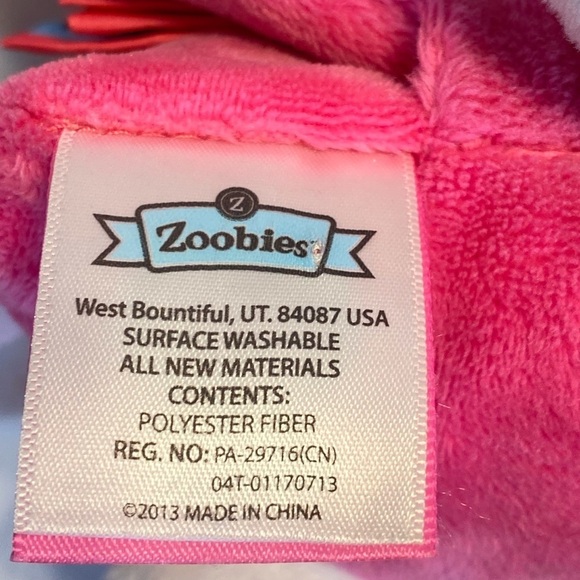 Z
Zoobies™
West Bountiful, UT. 84087 USA
SURFACE WASHABLE
ALL NEW MATERIALS
CONTENTS:
POLYESTER FIBER
REG. NO: PA-29716(CN)
04T-01170713
©2013 MADE IN CHINA